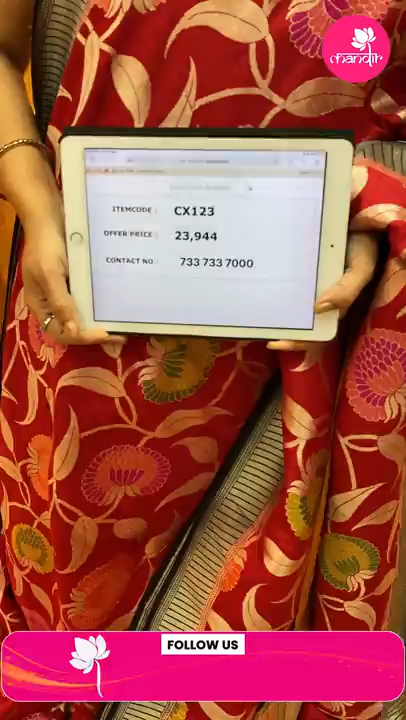 mandir
ITEMCODE : CX123
OFFER PRICE : 23,944
CONTACT NO : 733 733 7000
FOLLOW US